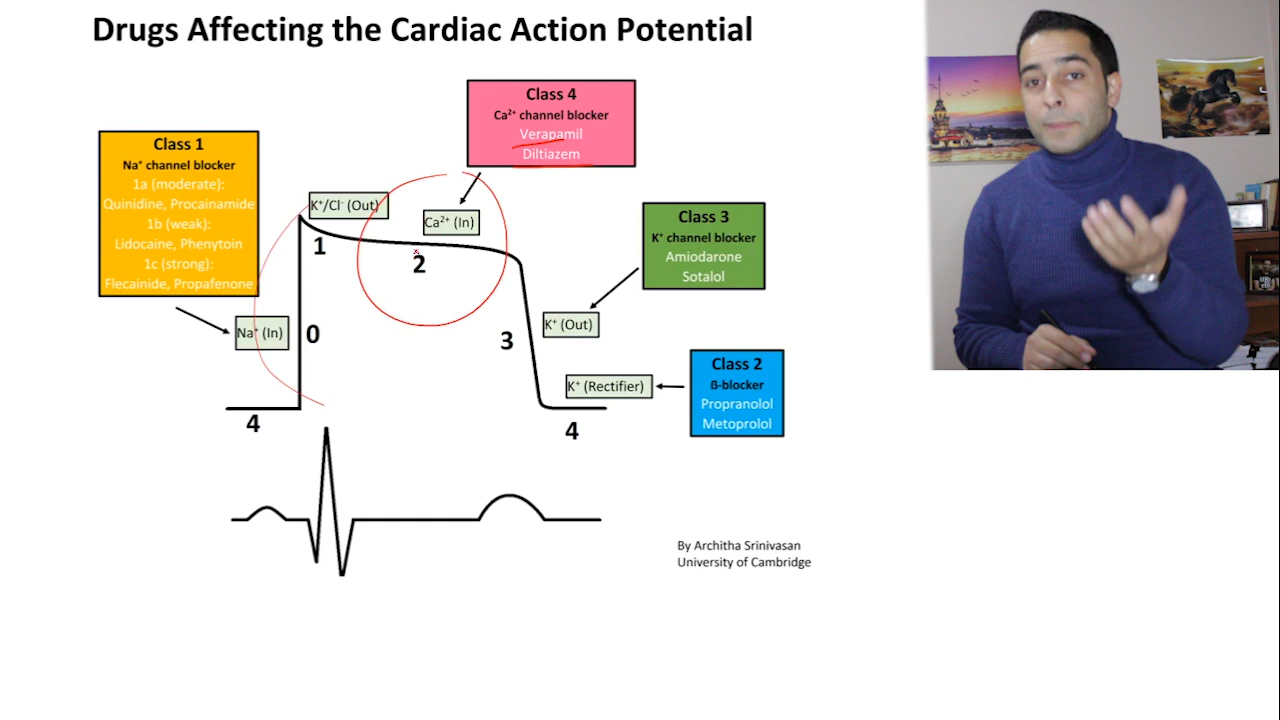 Drugs Affecting the Cardiac Action Potential
Class 4
Ca²⁺ channel blocker
Verapamil
Diltiazem
Class 1
Na⁺ channel blocker
1a (moderate):
Quinidine, Procainamide
1b (weak):
Lidocaine, Phenytoin
1c (strong):
Flecainide, Propafenone
K⁺/Cl⁻ (Out)
Ca²⁺ (In)
Class 3
K⁺ channel blocker
Amiodarone
Sotalol
1
2
Na⁺ (In)
0
3
K⁺ (Out)
Class 2
ß-blocker
Propranolol
Metoprolol
K⁺ (Rectifier)
4
4
By Architha Srinivasan
University of Cambridge